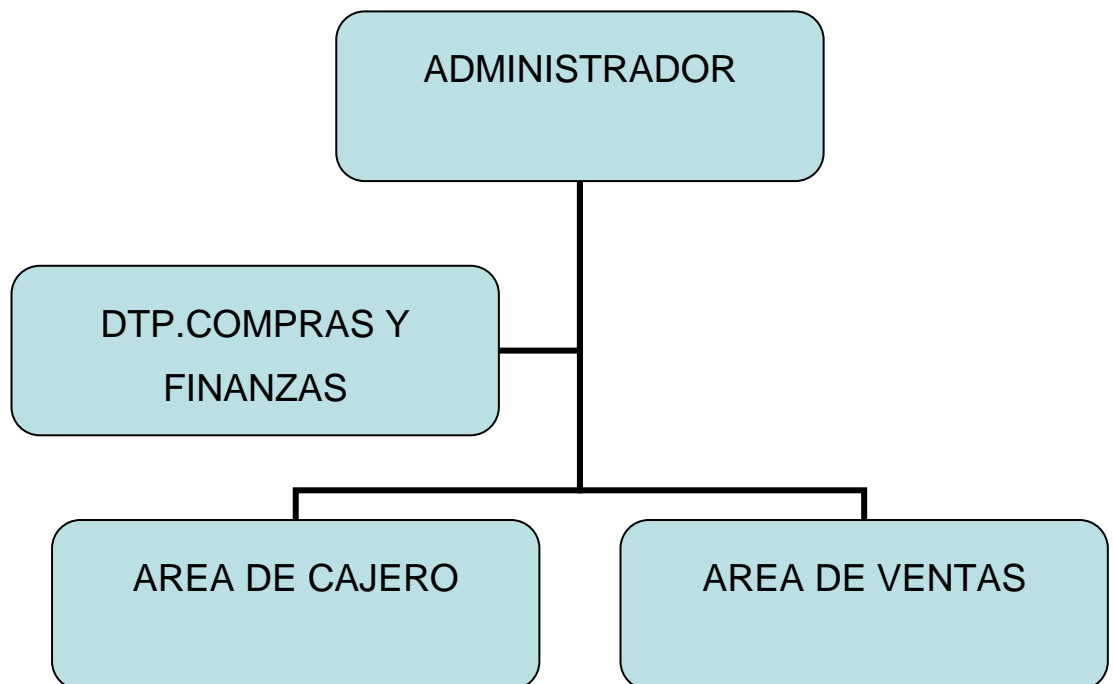 ADMINISTRADOR
DTP.COMPRAS Y
FINANZAS
AREA DE CAJERO
AREA DE VENTAS